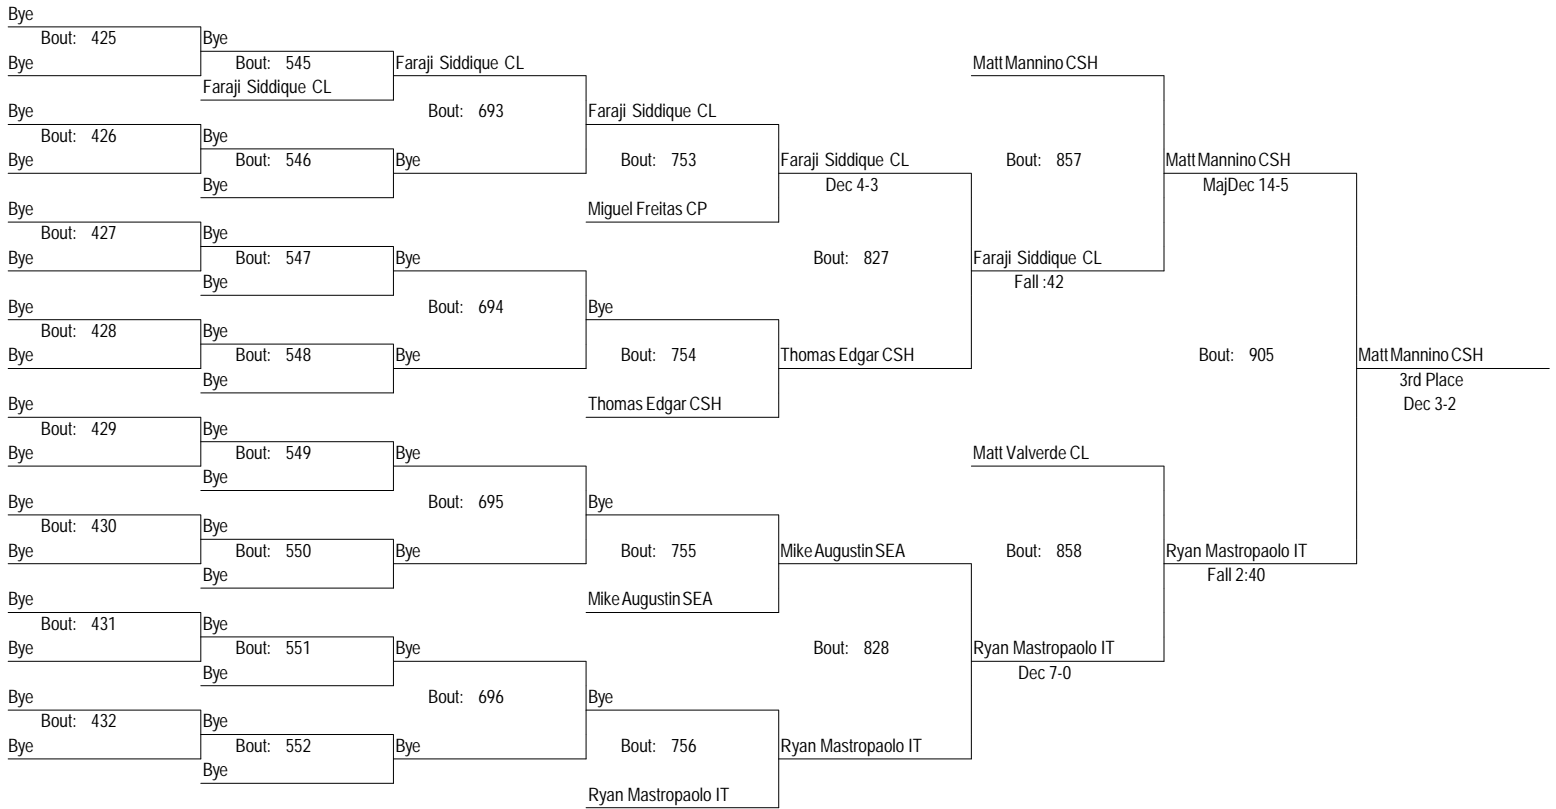 Bye
Bout: 425 Bye
Bye Bout: 545 Faraji Siddique CL Matt Mannino CSH
Faraji Siddique CL
Bye Bout: 693 Faraji Siddique CL
Bout: 426 Bye
Bye Bout: 546 Bye Bout: 753 Faraji Siddique CL Bout: 857 Matt Mannino CSH
Bye Dec 4-3 MajDec 14-5
Bye Miguel Freitas CP
Bout: 427 Bye
Bye Bout: 547 Bye Bout: 827 Faraji Siddique CL
Bye Fall :42
Bye Bout: 694 Bye
Bout: 428 Bye
Bye Bout: 548 Bye Bout: 754 Thomas Edgar CSH Bout: 905 Matt Mannino CSH
Bye 3rd Place
Bye Thomas Edgar CSH Dec 3-2
Bout: 429 Bye
Bye Bout: 549 Bye Matt Valverde CL
Bye
Bye Bout: 695 Bye
Bout: 430 Bye
Bye Bout: 550 Bye Bout: 755 Mike Augustin SEA Bout: 858 Ryan Mastropaolo IT
Bye Fall 2:40
Bye Mike Augustin SEA
Bout: 431 Bye
Bye Bout: 551 Bye Bout: 828 Ryan Mastropaolo IT
Bye Dec 7-0
Bye Bout: 696 Bye
Bout: 432 Bye
Bye Bout: 552 Bye Bout: 756 Ryan Mastropaolo IT
Bye
Ryan Mastropaolo IT